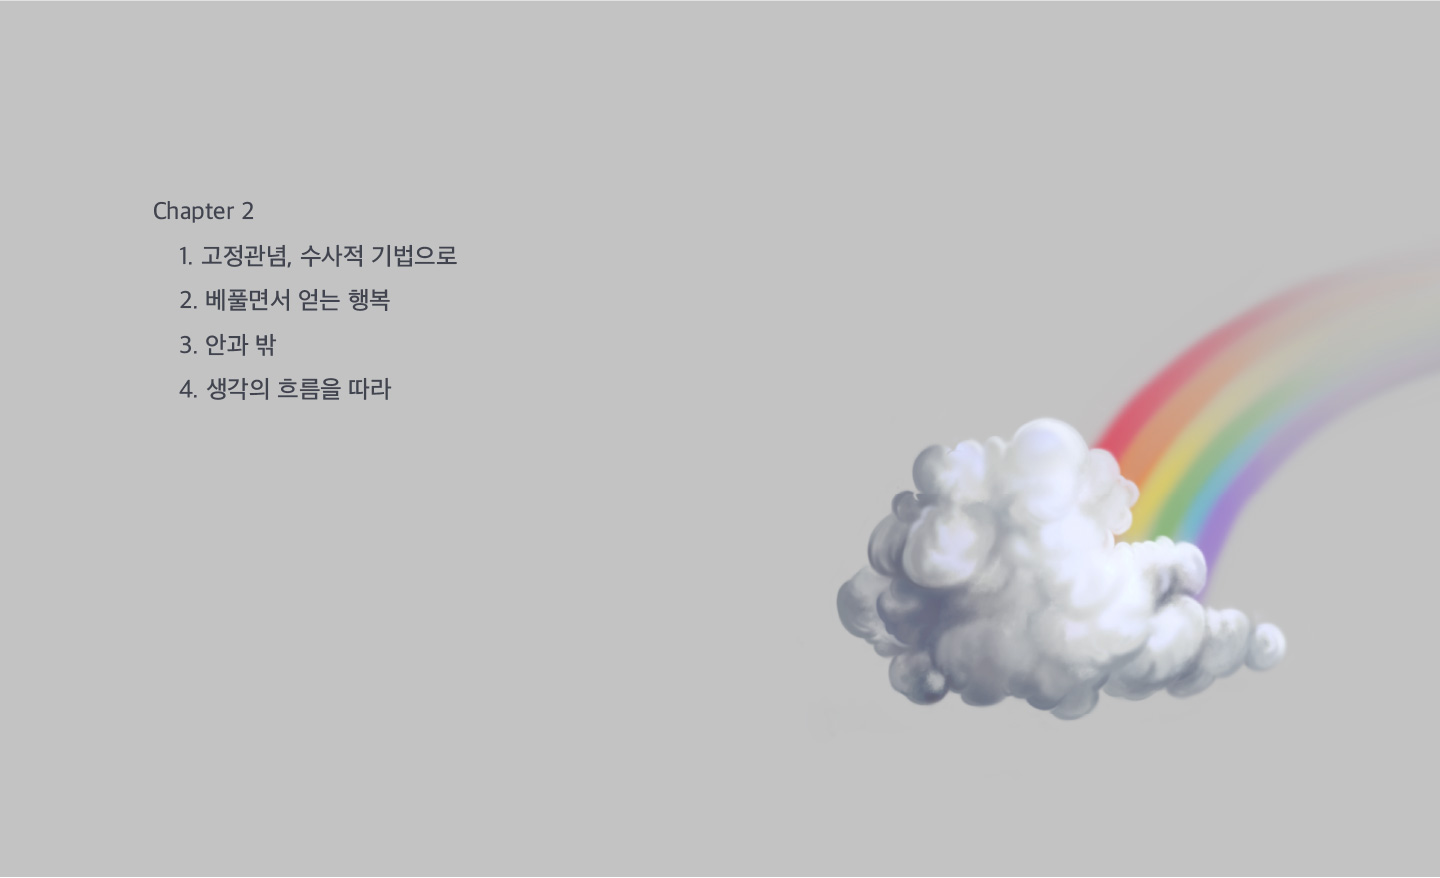 Chapter 2
1. 고정관념, 수사적 기법으로
2. 베풀면서 얻는 행복
3. 안과 밖
4. 생각의 흐름을 따라